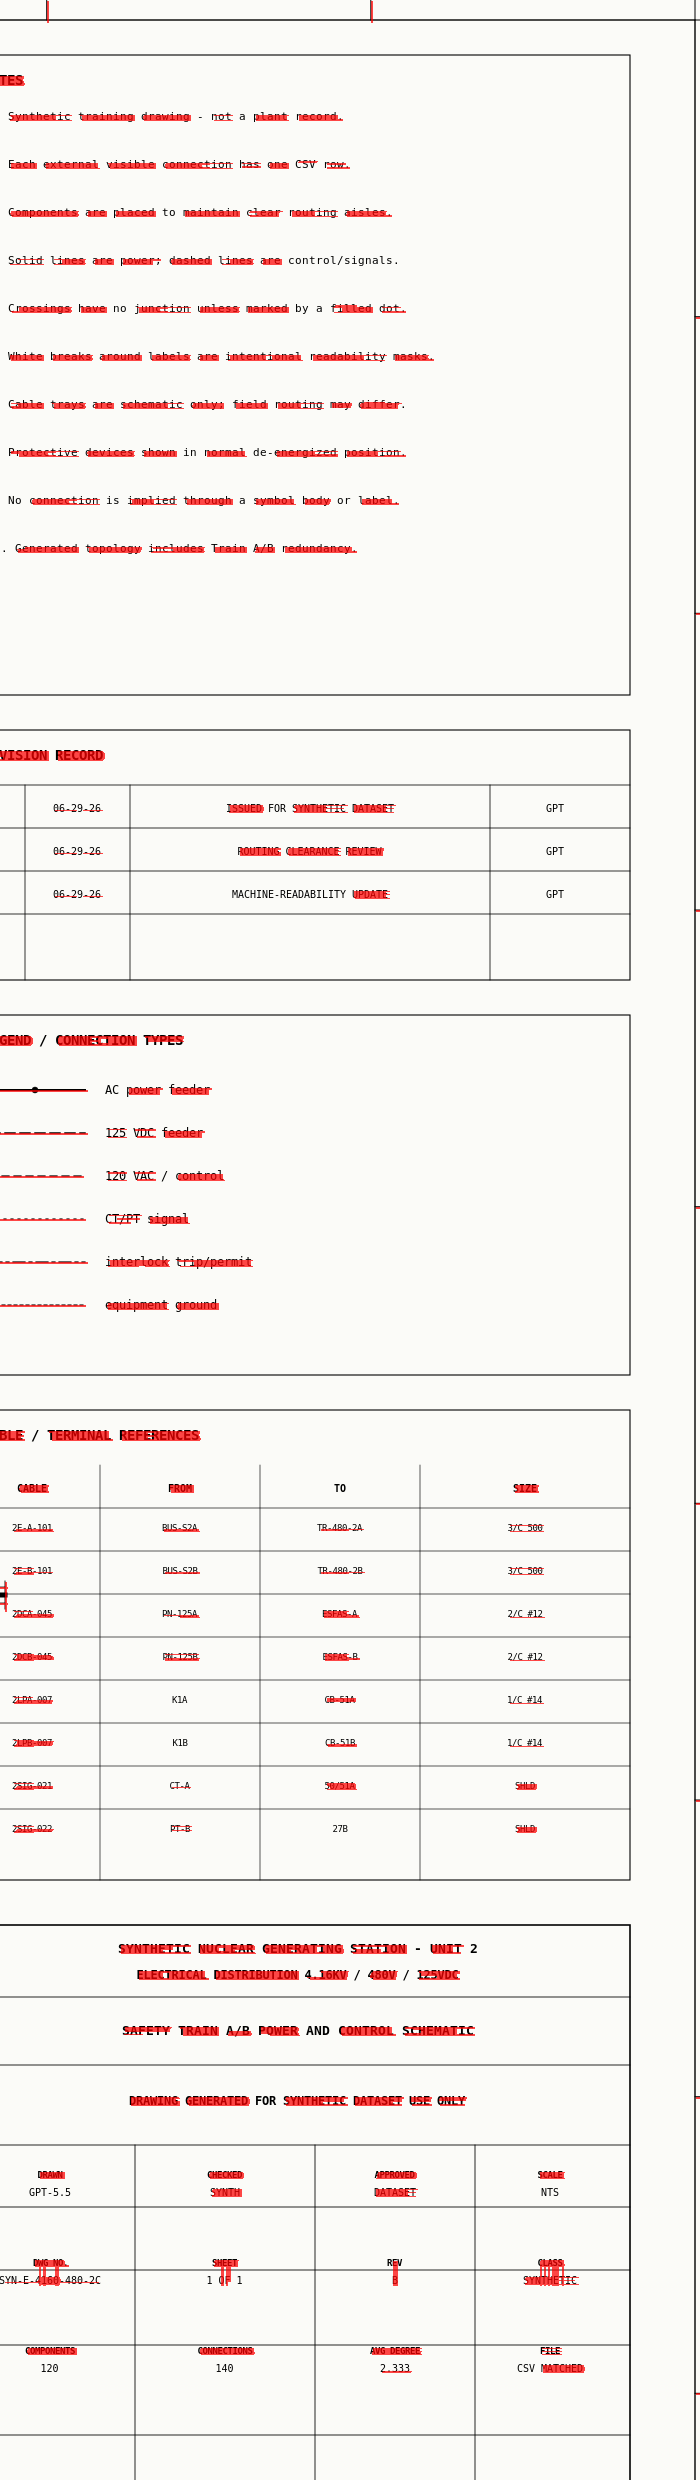 TES
Synthetic training drawing - not a plant record.
Each external visible connection has one CSV row.
Components are placed to maintain clear routing aisles.
Solid lines are power; dashed lines are control/signals.
Crossings have no junction unless marked by a filled dot.
White breaks around labels are intentional readability masks.
Cable trays are schematic only; field routing may differ.
Protective devices shown in normal de-energized position.
No connection is implied through a symbol body or label.
. Generated topology includes Train A/B redundancy.
VISION RECORD
06-29-26 ISSUED FOR SYNTHETIC DATASET GPT
06-29-26 ROUTING CLEARANCE REVIEW GPT
06-29-26 MACHINE-READABILITY UPDATE GPT
GEND / CONNECTION TYPES
AC power feeder
125 VDC feeder
120 VAC / control
CT/PT signal
interlock trip/permit
equipment ground
BLE / TERMINAL REFERENCES
CABLE FROM TO SIZE
2E-A-101 BUS-S2A TR-480-2A 3/C 500
2E-B-101 BUS-S2B TR-480-2B 3/C 500
2DCA-045 PN-125A ESFAS-A 2/C #12
2DCB-045 PN-125B ESFAS-B 2/C #12
2LPA-007 K1A CB-51A 1/C #14
2LPB-007 K1B CB-51B 1/C #14
2SIG-021 CT-A 50/51A SHLD
2SIG-022 PT-B 27B SHLD
SYNTHETIC NUCLEAR GENERATING STATION - UNIT 2
ELECTRICAL DISTRIBUTION 4.16KV / 480V / 125VDC
SAFETY TRAIN A/B POWER AND CONTROL SCHEMATIC
DRAWING GENERATED FOR SYNTHETIC DATASET USE ONLY
DRAWN CHECKED APPROVED SCALE
GPT-5.5 SYNTH DATASET NTS
DWG NO. SHEET REV CLASS
SYN-E-4160-480-2C 1 OF 1 B SYNTHETIC
COMPONENTS CONNECTIONS AVG DEGREE FILE
120 140 2.333 CSV MATCHED